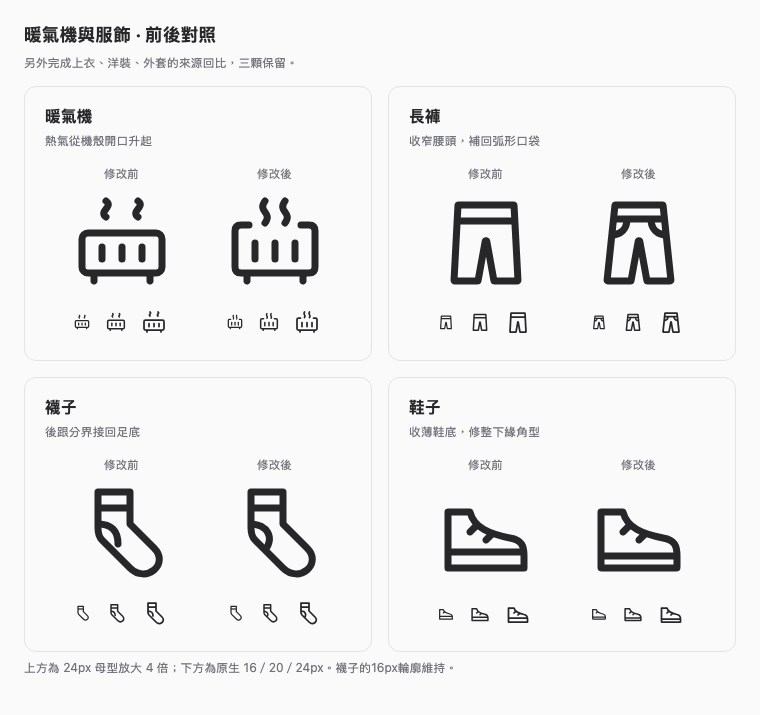 暖氣機與服飾 · 前後對照
另外完成上衣、洋裝、外套的來源回比，三顆保留。
暖氣機
熱氣從機殼開口升起
修改前
修改後
長褲
收窄腰頭，補回弧形口袋
修改前
修改後
襪子
後跟分界接回足底
修改前
修改後
鞋子
收薄鞋底，修整下緣角型
修改前
修改後
上方為 24px 母型放大 4 倍；下方為原生 16 / 20 / 24px。襪子的16px輪廓維持。